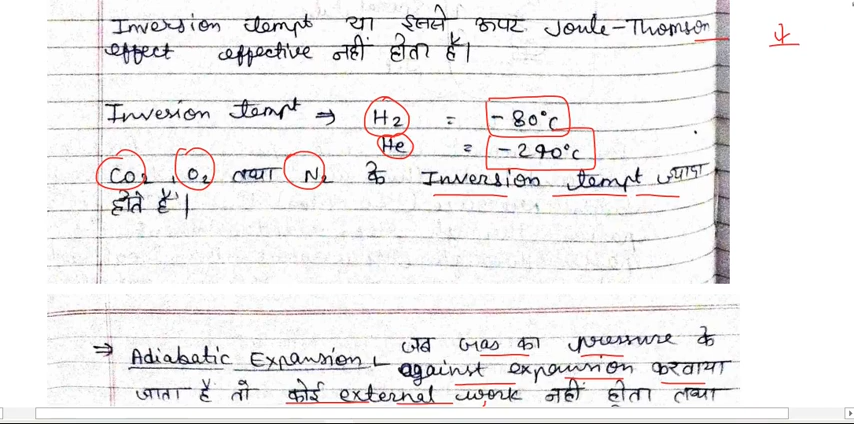 Inversion tempt या इससे ऊपर Joule-Thomson
effect effective नहीं होता है।
Inversion tempt ⇒ H₂ = -80°C
He = -240°C
CO₂, O₂ तथा N₂ के Inversion tempt ज्यादा
होते हैं।
⇒ Adiabatic Expansion जब Gas का pressure के
against expansion करवाया
जाता है तो कोई external work नहीं होता तथा